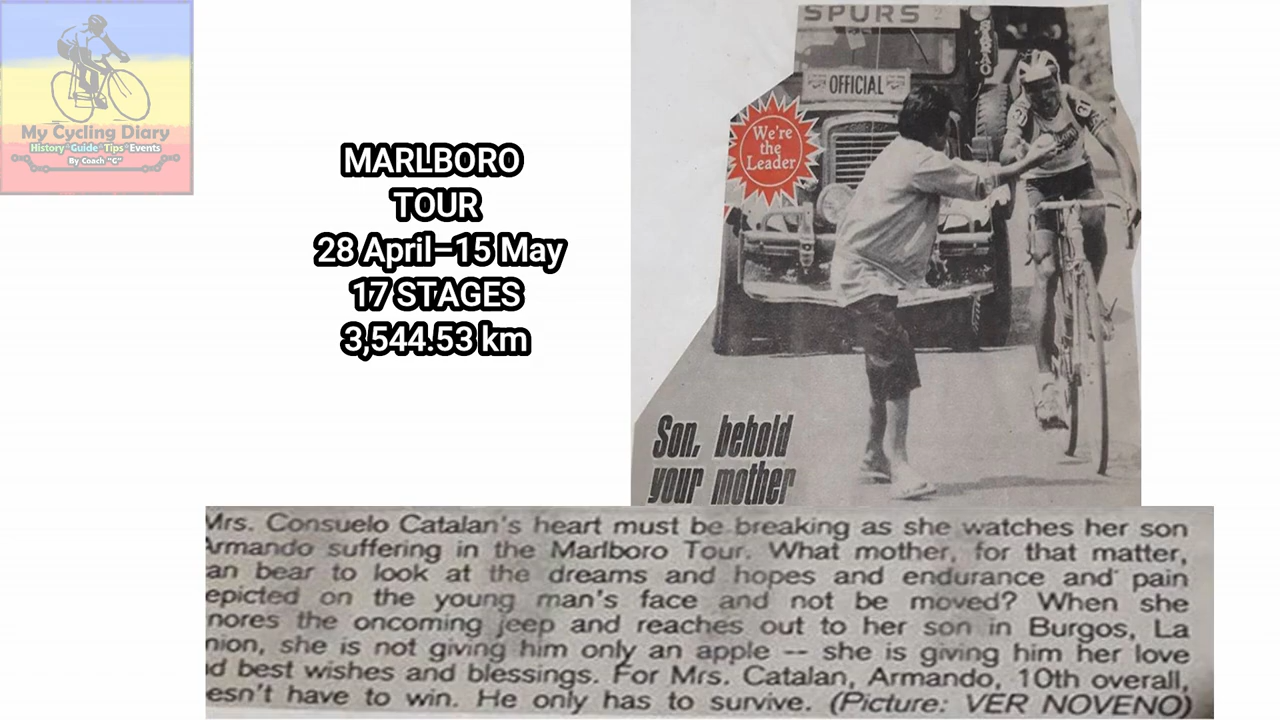 My Cycling Diary
History*Guide*Tips*Events
By Coach "G"
MARLBORO
TOUR
28 April–15 May
17 STAGES
3,544.53 km
SPURS
OFFICIAL
SARAO
We're
the
Leader
Son, behold
your mother
Mrs. Consuelo Catalan's heart must be breaking as she watches her son
Armando suffering in the Marlboro Tour. What mother, for that matter,
an bear to look at the dreams and hopes and endurance and pain
epicted on the young man's face and not be moved? When she
nores the oncoming jeep and reaches out to her son in Burgos, La
nion, she is not giving him only an apple -- she is giving him her love
d best wishes and blessings. For Mrs. Catalan, Armando, 10th overall,
esn't have to win. He only has to survive. (Picture: VER NOVENO)